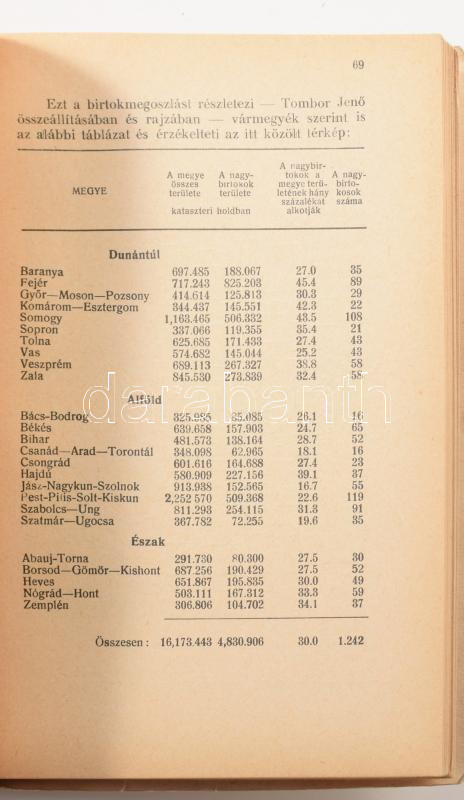 69
Ezt a birtokmegoszlást részletezi — Tombor Jenő
összeállításában és rajzában — vármegyék szerint is
az alábbi táblázat és érzékelteti az itt közölt térkép:
MEGYE
A megye összes területe
A nagy-birtokok területe
kataszteri holdban
A nagybir-tokok a megye terü-letének hány százalékát alkotják
A nagy-birto-kosok száma
Dunántúl
Baranya 697.485 188.067 27.0 35
Fejér 717.243 825.203 45.4 89
Győr—Moson—Pozsony 414.614 125.813 30.3 29
Komárom—Esztergom 344.437 145.551 42.3 22
Somogy 1,163.465 506.332 43.5 108
Sopron 337.066 119.355 35.4 21
Tolna 625.685 171.433 27.4 43
Vas 574.682 145.044 25.2 43
Veszprém 689.113 267.327 38.8 58
Zala 845.530 273.839 32.4 58
darabanth
Alföld
Bács-Bodrog 325.985 85.085 26.1 16
Békés 639.658 157.903 24.7 65
Bihar 481.573 138.164 28.7 52
Csanád—Arad—Torontál 348.098 62.965 18.1 16
Csongrád 601.616 164.688 27.4 23
Hajdú 580.909 227.156 39.1 37
Jász-Nagykun-Szolnok 913.938 152.565 16.7 55
Pest-Pilis-Solt-Kiskun 2,252 570 509.368 22.6 119
Szabolcs—Ung 811.293 254.115 31.3 91
Szatmár—Ugocsa 367.782 72.255 19.6 35
Észak
Abauj-Torna 291.730 80.300 27.5 30
Borsod—Gömör—Kishont 687.256 190.429 27.5 52
Heves 651.867 195.835 30.0 49
Nógrád—Hont 503.111 167.312 33.3 59
Zemplén 306.806 104.702 34.1 37
Összesen: 16,173.443 4,830.906 30.0 1.242